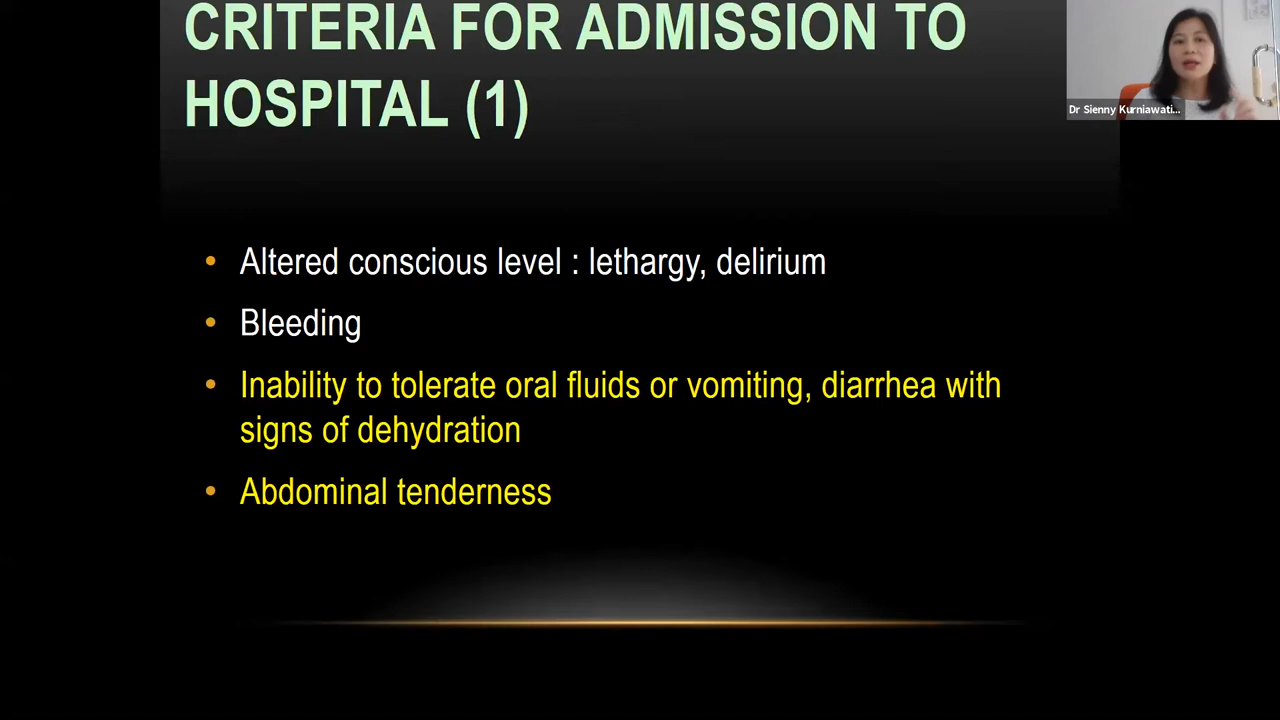 CRITERIA FOR ADMISSION TO
HOSPITAL (1)
Dr Sienny Kurniawati...
• Altered conscious level : lethargy, delirium
• Bleeding
• Inability to tolerate oral fluids or vomiting, diarrhea with
signs of dehydration
• Abdominal tenderness